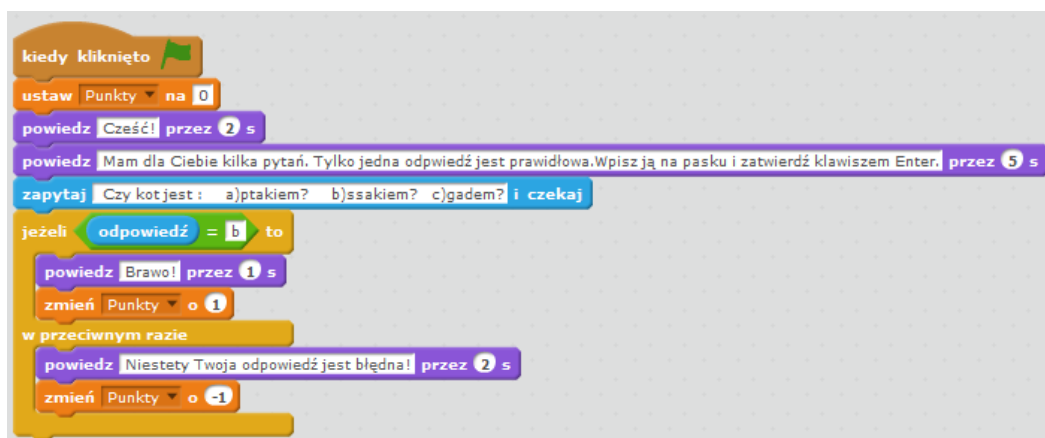 kiedy kliknięto
ustaw Punkty na 0
powiedz Cześć! przez 2 s
powiedz Mam dla Ciebie kilka pytań. Tylko jedna odpwiedź jest prawidłowa.Wpisz ją na pasku i zatwierdź klawiszem Enter. przez 5 s
zapytaj Czy kot jest : a)ptakiem? b)ssakiem? c)gadem? i czekaj
jeżeli odpowiedź = b to
powiedz Brawo! przez 1 s
zmień Punkty o 1
w przeciwnym razie
powiedz Niestety Twoja odpowiedź jest błędna! przez 2 s
zmień Punkty o -1